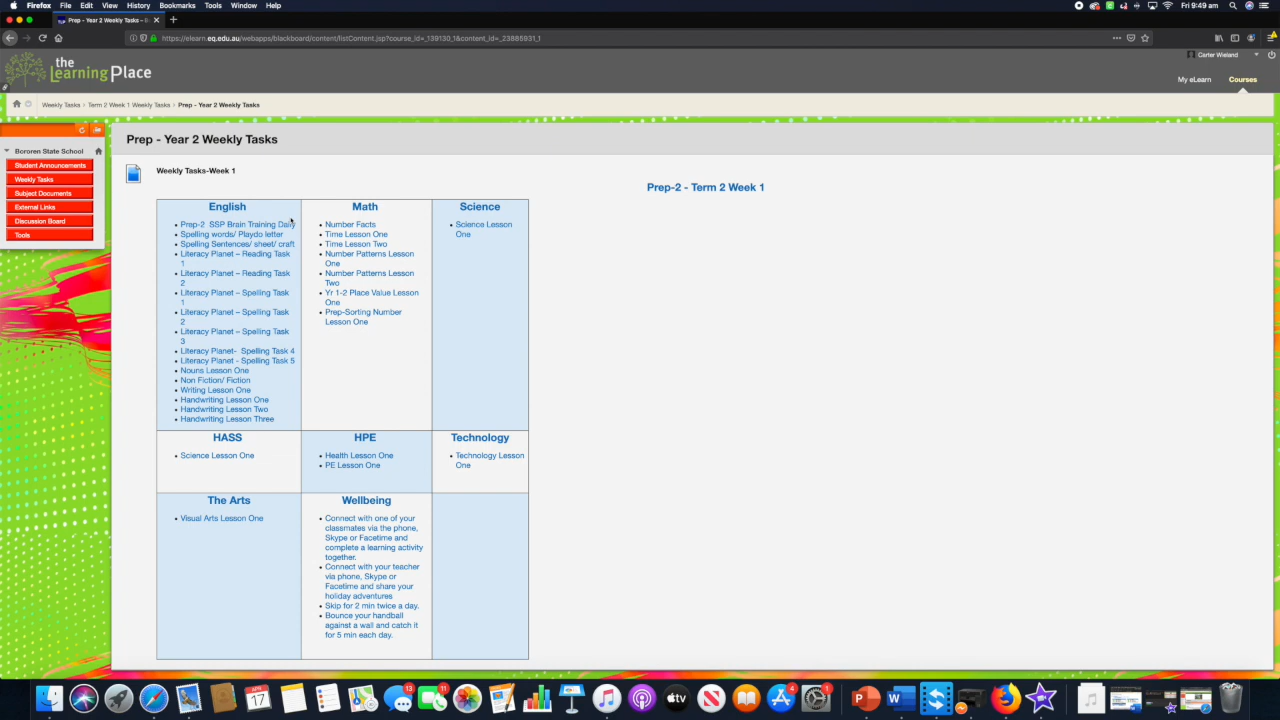 Firefox File Edit View History Bookmarks Tools Window Help Fri 9:49 am
Prep - Year 2 Weekly Tasks – B
https://elearn.eq.edu.au/webapps/blackboard/content/listContent.jsp?course_id=_139130_1&content_id=_23885931_1
Carter Wieland
the
Learning Place
My eLearn Courses
Weekly Tasks Term 2 Week 1 Weekly Tasks Prep - Year 2 Weekly Tasks
Prep - Year 2 Weekly Tasks
Bororen State School
Student Announcements
Weekly Tasks
Subject Documents
External Links
Discussion Board
Tools
Weekly Tasks-Week 1
Prep-2 - Term 2 Week 1
English
Prep-2 SSP Brain Training Daily
Spelling words/ Playdo letter
Spelling Sentences/ sheet/ craft
Literacy Planet – Reading Task
1
Literacy Planet – Reading Task
2
Literacy Planet – Spelling Task
1
Literacy Planet – Spelling Task
2
Literacy Planet – Spelling Task
3
Literacy Planet- Spelling Task 4
Literacy Planet - Spelling Task 5
Nouns Lesson One
Non Fiction/ Fiction
Writing Lesson One
Handwriting Lesson One
Handwriting Lesson Two
Handwriting Lesson Three
Math
Number Facts
Time Lesson One
Time Lesson Two
Number Patterns Lesson
One
Number Patterns Lesson
Two
Yr 1-2 Place Value Lesson
One
Prep-Sorting Number
Lesson One
Science
Science Lesson
One
HASS
Science Lesson One
HPE
Health Lesson One
PE Lesson One
Technology
Technology Lesson
One
The Arts
Visual Arts Lesson One
Wellbeing
Connect with one of your
classmates via the phone,
Skype or Facetime and
complete a learning activity
together.
Connect with your teacher
via phone, Skype or
Facetime and share your
holiday adventures
Skip for 2 min twice a day.
Bounce your handball
against a wall and catch it
for 5 min each day.
APR
17
13
11
tv
4
1
P
W